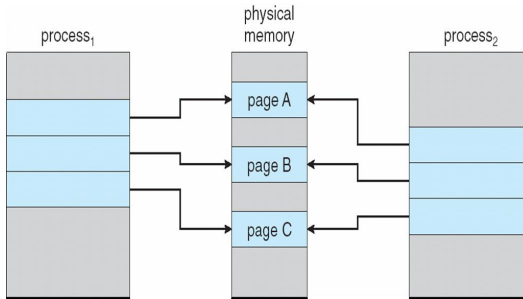 physical
memory
process₁
process₂
page A
page B
page C